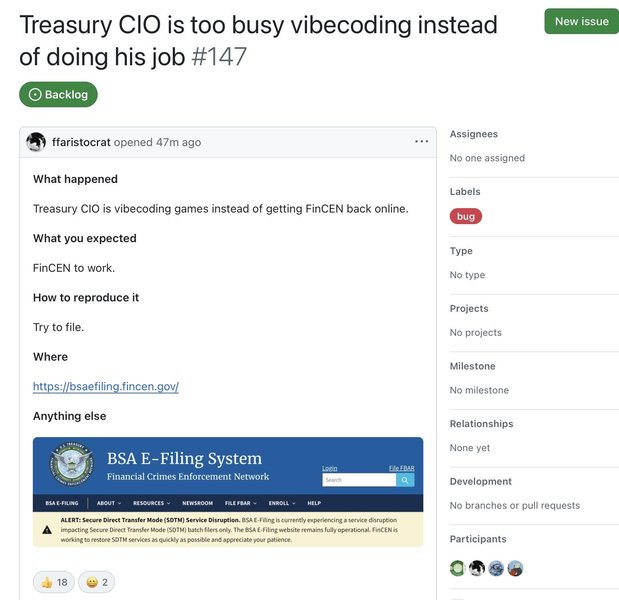 Treasury CIO is too busy vibecoding instead
of doing his job #147
New issue
Backlog
ffaristocrat opened 47m ago
What happened
Treasury CIO is vibecoding games instead of getting FinCEN back online.
What you expected
FinCEN to work.
How to reproduce it
Try to file.
Where
https://bsaefiling.fincen.gov/
Anything else
BSA E-Filing System
Financial Crimes Enforcement Network
Login
File FBAR
Search
BSA E-FILING
ABOUT
RESOURCES
NEWSROOM
FILE FBAR
ENROLL
HELP
ALERT: Secure Direct Transfer Mode (SDTM) Service Disruption. BSA E-Filing is currently experiencing a service disruption
impacting Secure Direct Transfer Mode (SDTM) batch filers only. The BSA E-Filing website remains fully operational. FinCEN is
working to restore SDTM services as quickly as possible and appreciate your patience.
👍 18
😀 2
Assignees
No one assigned
Labels
bug
Type
No type
Projects
No projects
Milestone
No milestone
Relationships
None yet
Development
No branches or pull requests
Participants